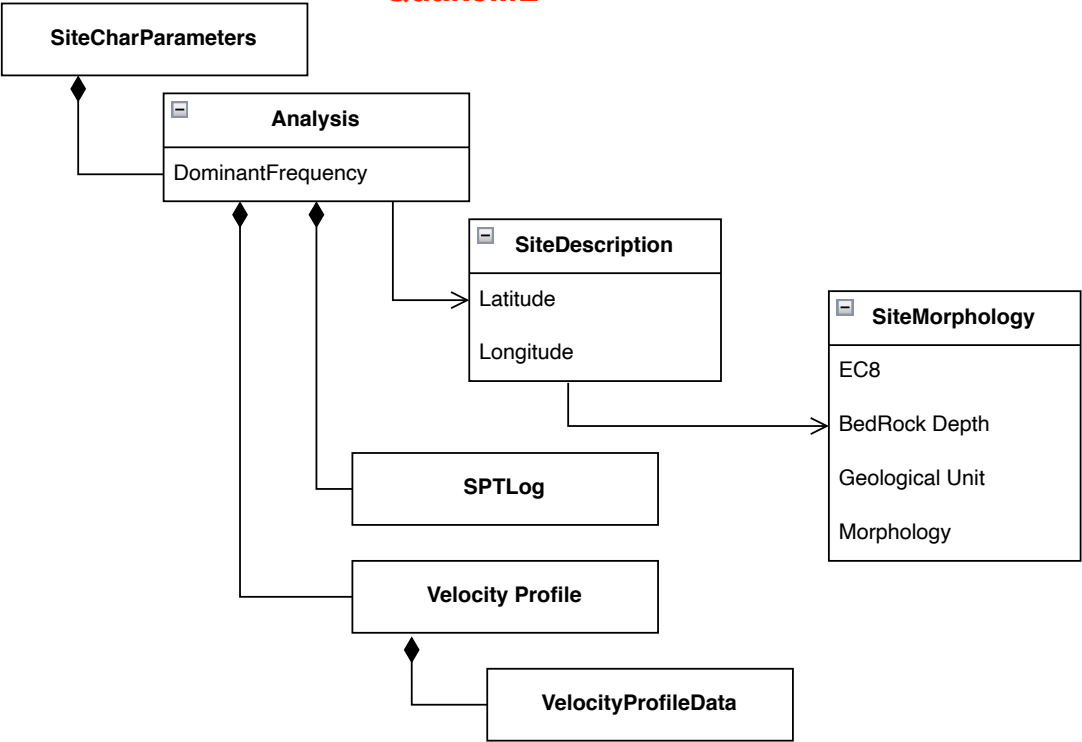 SiteCharParameters
Analysis
DominantFrequency
SiteDescription
Latitude
Longitude
SiteMorphology
EC8
BedRock Depth
Geological Unit
Morphology
SPTLog
Velocity Profile
VelocityProfileData